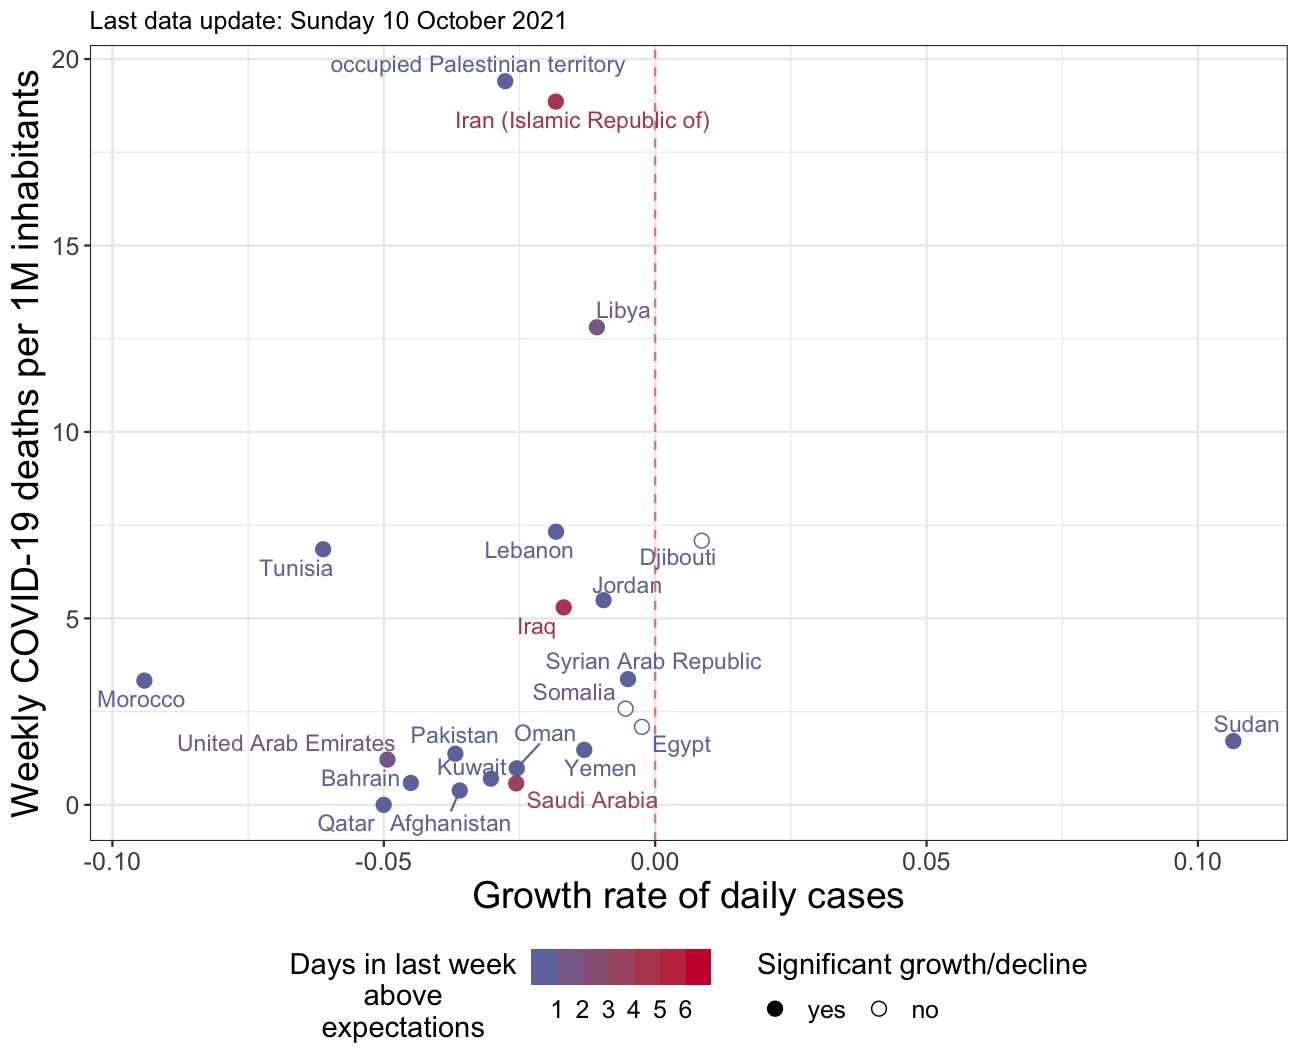 Last data update: Sunday 10 October 2021
Weekly COVID-19 deaths per 1M inhabitants
20
15
10
5
0
occupied Palestinian territory
Iran (Islamic Republic of)
Libya
Lebanon
Djibouti
Tunisia
Jordan
Iraq
Syrian Arab Republic
Somalia
Morocco
Sudan
Pakistan
Oman
United Arab Emirates
Egypt
Kuwait
Yemen
Bahrain
Saudi Arabia
Qatar
Afghanistan
-0.10 -0.05 0.00 0.05 0.10
Growth rate of daily cases
Days in last week
above
expectations
1 2 3 4 5 6
Significant growth/decline
yes no